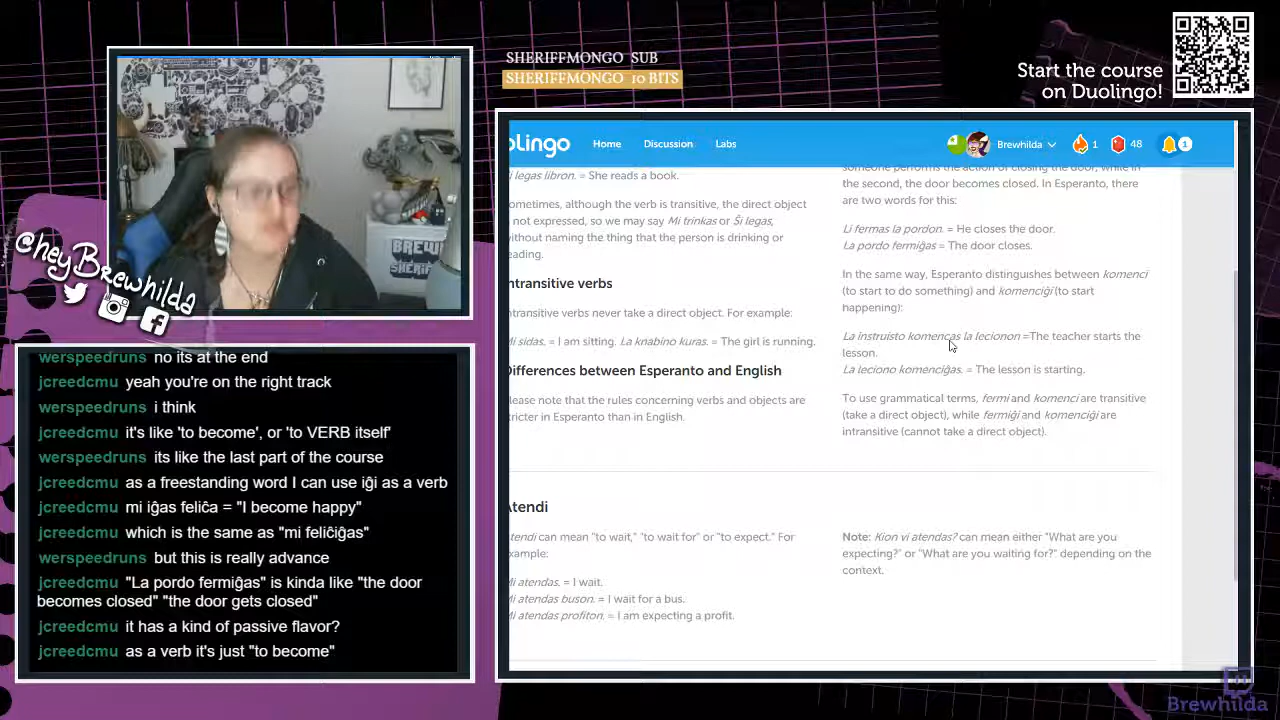 SHERIFFMONGO SUB
SHERIFFMONGO 10 BITS
Start the course
on Duolingo!
olingo
Home
Discussion
Labs
Brewhilda
1
48
1
CheyBrewhilda
BREW
SHERIF
i legas libron. = She reads a book.
ometimes, although the verb is transitive, the direct object
not expressed, so we may say Mi trinkas or Ŝi legas,
ithout naming the thing that the person is drinking or
eading.
ntransitive verbs
ntransitive verbs never take a direct object. For example:
Mi sidas. = I am sitting. La knabino kuras. = The girl is running.
Differences between Esperanto and English
lease note that the rules concerning verbs and objects are
tricter in Esperanto than in English.
someone performs the action of closing the door, while in
the second, the door becomes closed. In Esperanto, there
are two words for this:
Li fermas la pordon. = He closes the door.
La pordo fermiĝas = The door closes.
In the same way, Esperanto distinguishes between komenci
(to start to do something) and komenciĝi (to start
happening):
La instruisto komencas la lecionon =The teacher starts the
lesson.
La leciono komenciĝas. = The lesson is starting.
To use grammatical terms, fermi and komenci are transitive
(take a direct object), while fermiĝi and komenciĝi are
intransitive (cannot take a direct object).
Atendi
tendi can mean "to wait," "to wait for" or "to expect." For
xample:
Mi atendas. = I wait.
Mi atendas buson. = I wait for a bus.
Mi atendas profiton. = I am expecting a profit.
Note: Kion vi atendas? can mean either "What are you
expecting?" or "What are you waiting for?" depending on the
context.
werspeedruns no its at the end
jcreedcmu yeah you're on the right track
werspeedruns i think
jcreedcmu it's like 'to become', or 'to VERB itself'
werspeedruns its like the last part of the course
jcreedcmu as a freestanding word I can use iĝi as a verb
jcreedcmu mi iĝas feliĉa = "I become happy"
jcreedcmu which is the same as "mi feliĉiĝas"
werspeedruns but this is really advance
jcreedcmu "La pordo fermiĝas" is kinda like "the door
becomes closed" "the door gets closed"
jcreedcmu it has a kind of passive flavor?
jcreedcmu as a verb it's just "to become"
Brewhilda